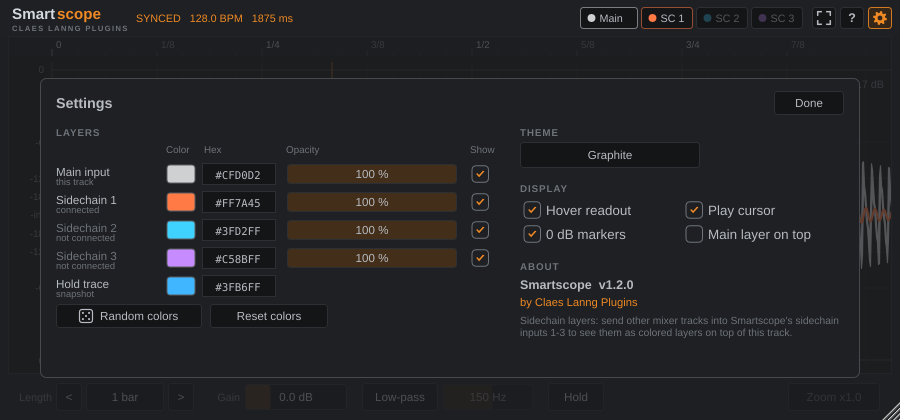 Smartscope SYNCED 128.0 BPM 1875 ms Main SC 1 SC 2 SC 3 ?
CLAES LANNG PLUGINS
0 1/8 1/4 3/8 1/2 5/8 3/4 7/8
0
Settings Done
LAYERS THEME
Color Hex Opacity Show
Graphite
Main input #CFD0D2 100 %
this track
DISPLAY
Sidechain 1 #FF7A45 100 %
connected
Hover readout Play cursor
Sidechain 2 #3FD2FF 100 %
not connected
0 dB markers Main layer on top
Sidechain 3 #C58BFF 100 %
not connected
ABOUT
Hold trace #3FB6FF
snapshot
Smartscope v1.2.0
by Claes Lanng Plugins
Random colors Reset colors
Sidechain layers: send other mixer tracks into Smartscope's sidechain
inputs 1-3 to see them as colored layers on top of this track.
Length < 1 bar > Gain 0.0 dB Low-pass 150 Hz Hold Zoom x1.0